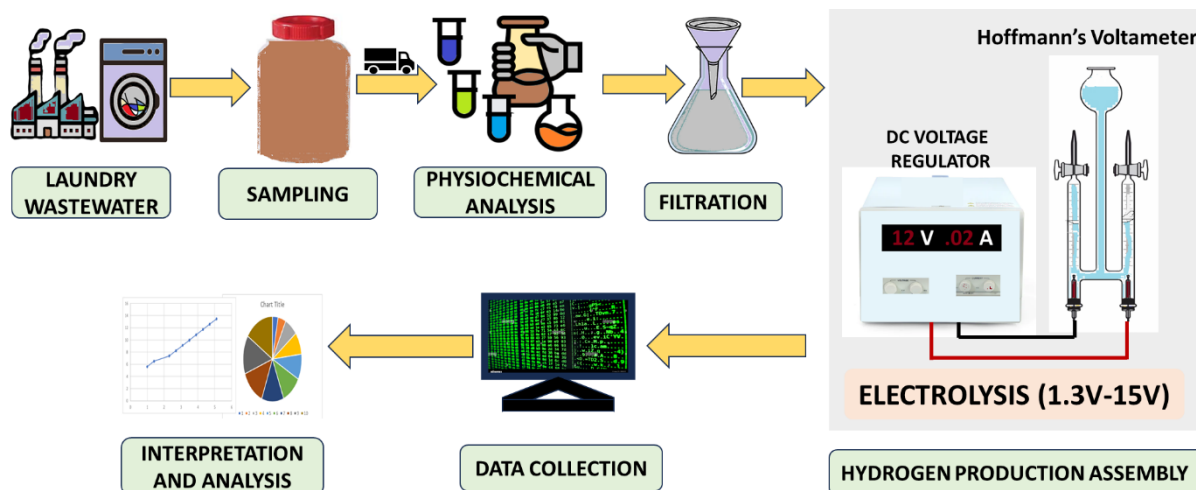 Hoffmann's Voltameter
DC VOLTAGE
REGULATOR
12 V .02 A
LAUNDRY
WASTEWATER
SAMPLING
PHYSIOCHEMICAL
ANALYSIS
FILTRATION
ELECTROLYSIS (1.3V-15V)
HYDROGEN PRODUCTION ASSEMBLY
Chart Title
INTERPRETATION
AND ANALYSIS
DATA COLLECTION